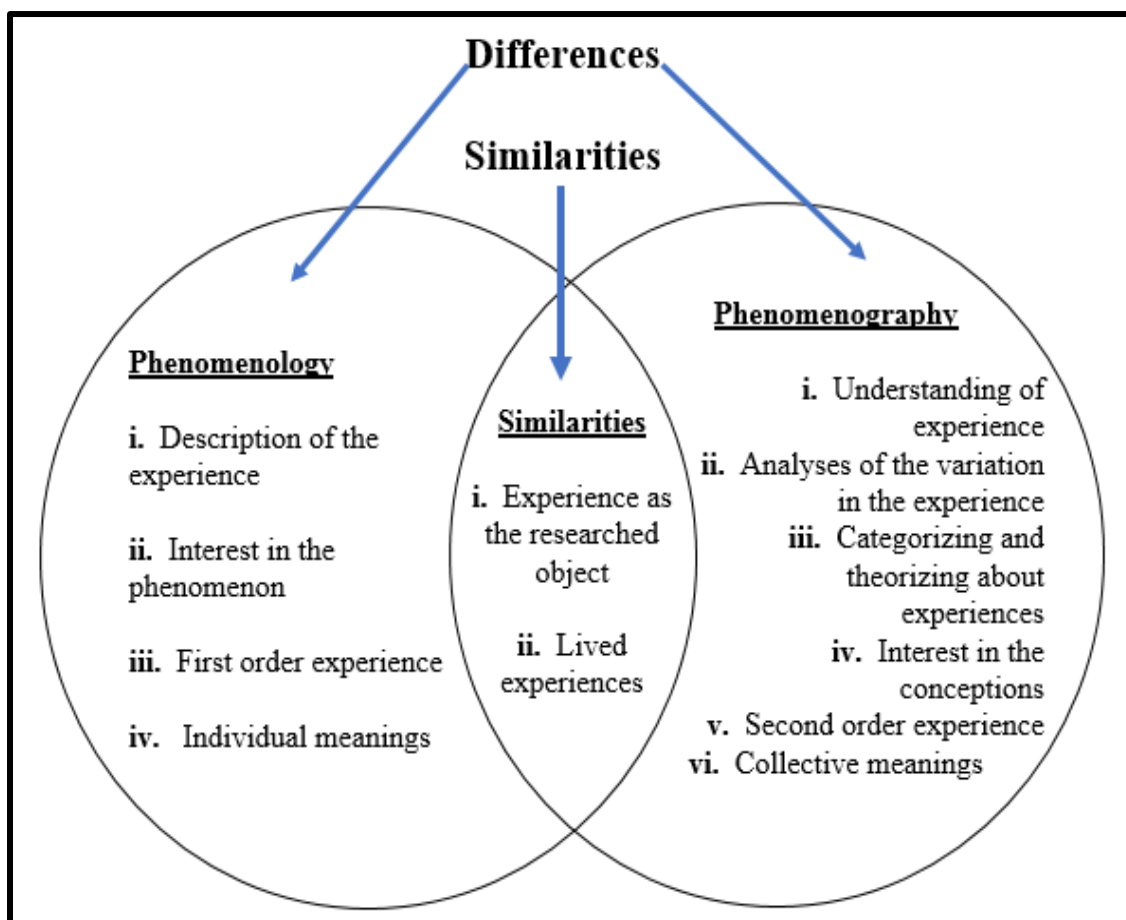 Differences
Similarities
Phenomenology
i. Description of the
experience
ii. Interest in the
phenomenon
iii. First order experience
iv. Individual meanings
Similarities
i. Experience as
the researched
object
ii. Lived
experiences
Phenomenography
i. Understanding of
experience
ii. Analyses of the variation
in the experience
iii. Categorizing and
theorizing about
experiences
iv. Interest in the
conceptions
v. Second order experience
vi. Collective meanings